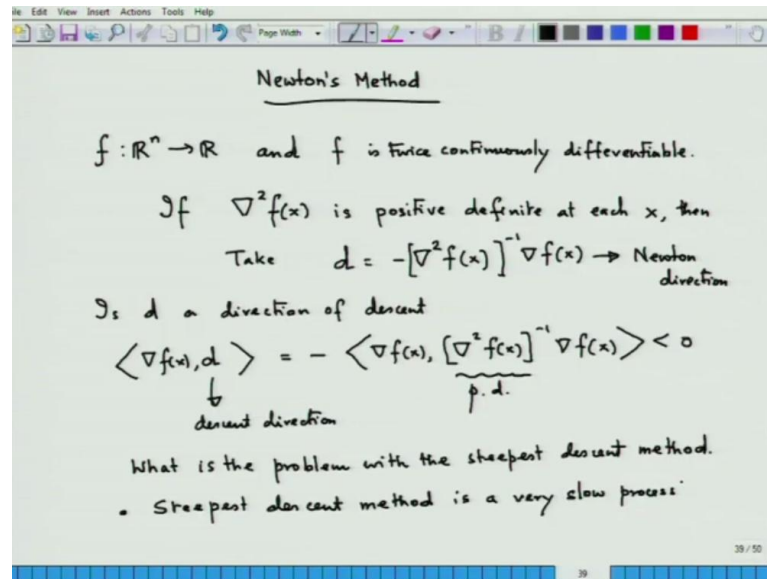 le Edit View Insert Actions Tools Help
Page Width B I
Newton's Method
f : ℝⁿ → ℝ and f is twice continuously differentiable.
If ∇²f(x) is positive definite at each x, then
Take d = -[∇²f(x)]⁻¹ ∇f(x) → Newton
direction
Is d a direction of descent
⟨∇f(x), d⟩ = - ⟨∇f(x), [∇²f(x)]⁻¹ ∇f(x)⟩ < 0
p.d.
descent direction
What is the problem with the steepest descent method.
• Steepest descent method is a very slow process
39 / 50
39